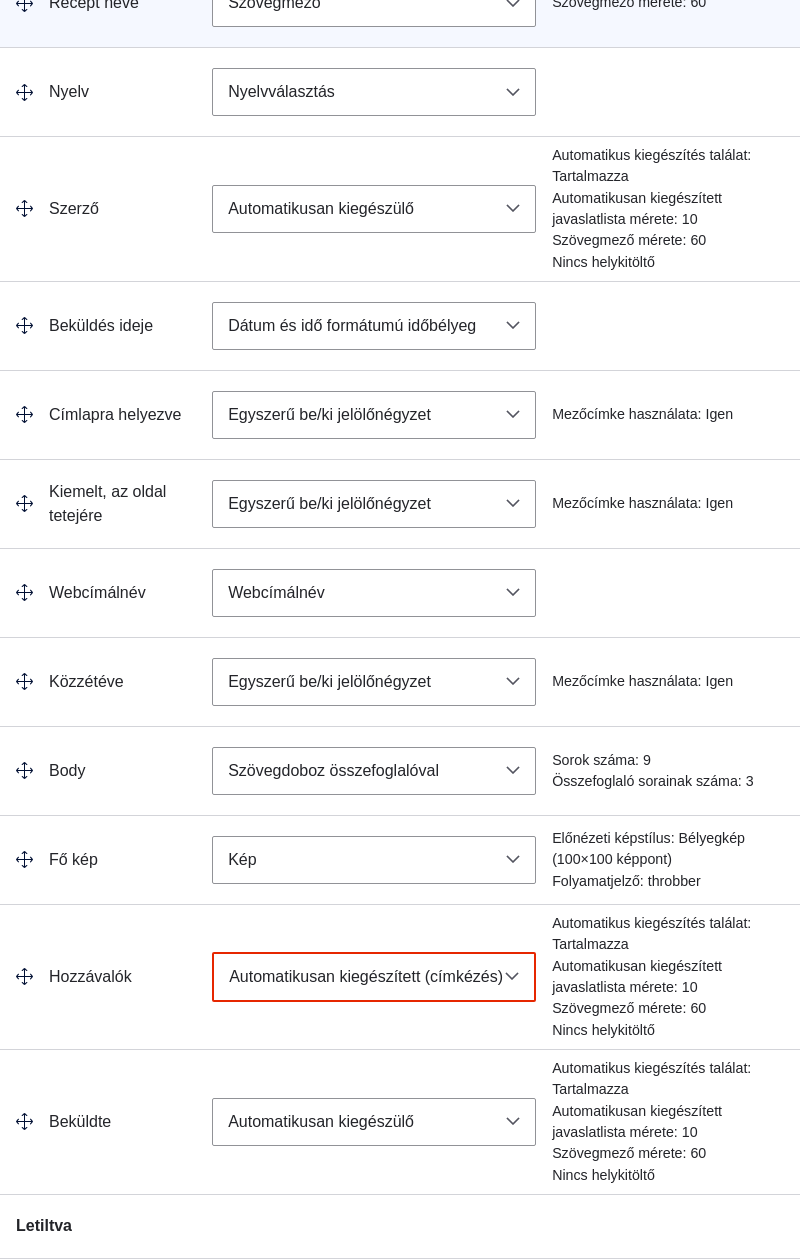 Recept neve
Szövegmező
Szövegmező mérete: 60
Nyelv
Nyelvválasztás
Szerző
Automatikusan kiegészülő
Automatikus kiegészítés találat:
Tartalmazza
Automatikusan kiegészített
javaslatlista mérete: 10
Szövegmező mérete: 60
Nincs helykitöltő
Beküldés ideje
Dátum és idő formátumú időbélyeg
Címlapra helyezve
Egyszerű be/ki jelölőnégyzet
Mezőcímke használata: Igen
Kiemelt, az oldal
tetejére
Egyszerű be/ki jelölőnégyzet
Mezőcímke használata: Igen
Webcímálnév
Webcímálnév
Közzétéve
Egyszerű be/ki jelölőnégyzet
Mezőcímke használata: Igen
Body
Szövegdoboz összefoglalóval
Sorok száma: 9
Összefoglaló sorainak száma: 3
Fő kép
Kép
Előnézeti képstílus: Bélyegkép
(100×100 képpont)
Folyamatjelző: throbber
Hozzávalók
Automatikusan kiegészített (címkézés)
Automatikus kiegészítés találat:
Tartalmazza
Automatikusan kiegészített
javaslatlista mérete: 10
Szövegmező mérete: 60
Nincs helykitöltő
Beküldte
Automatikusan kiegészülő
Automatikus kiegészítés találat:
Tartalmazza
Automatikusan kiegészített
javaslatlista mérete: 10
Szövegmező mérete: 60
Nincs helykitöltő
Letiltva